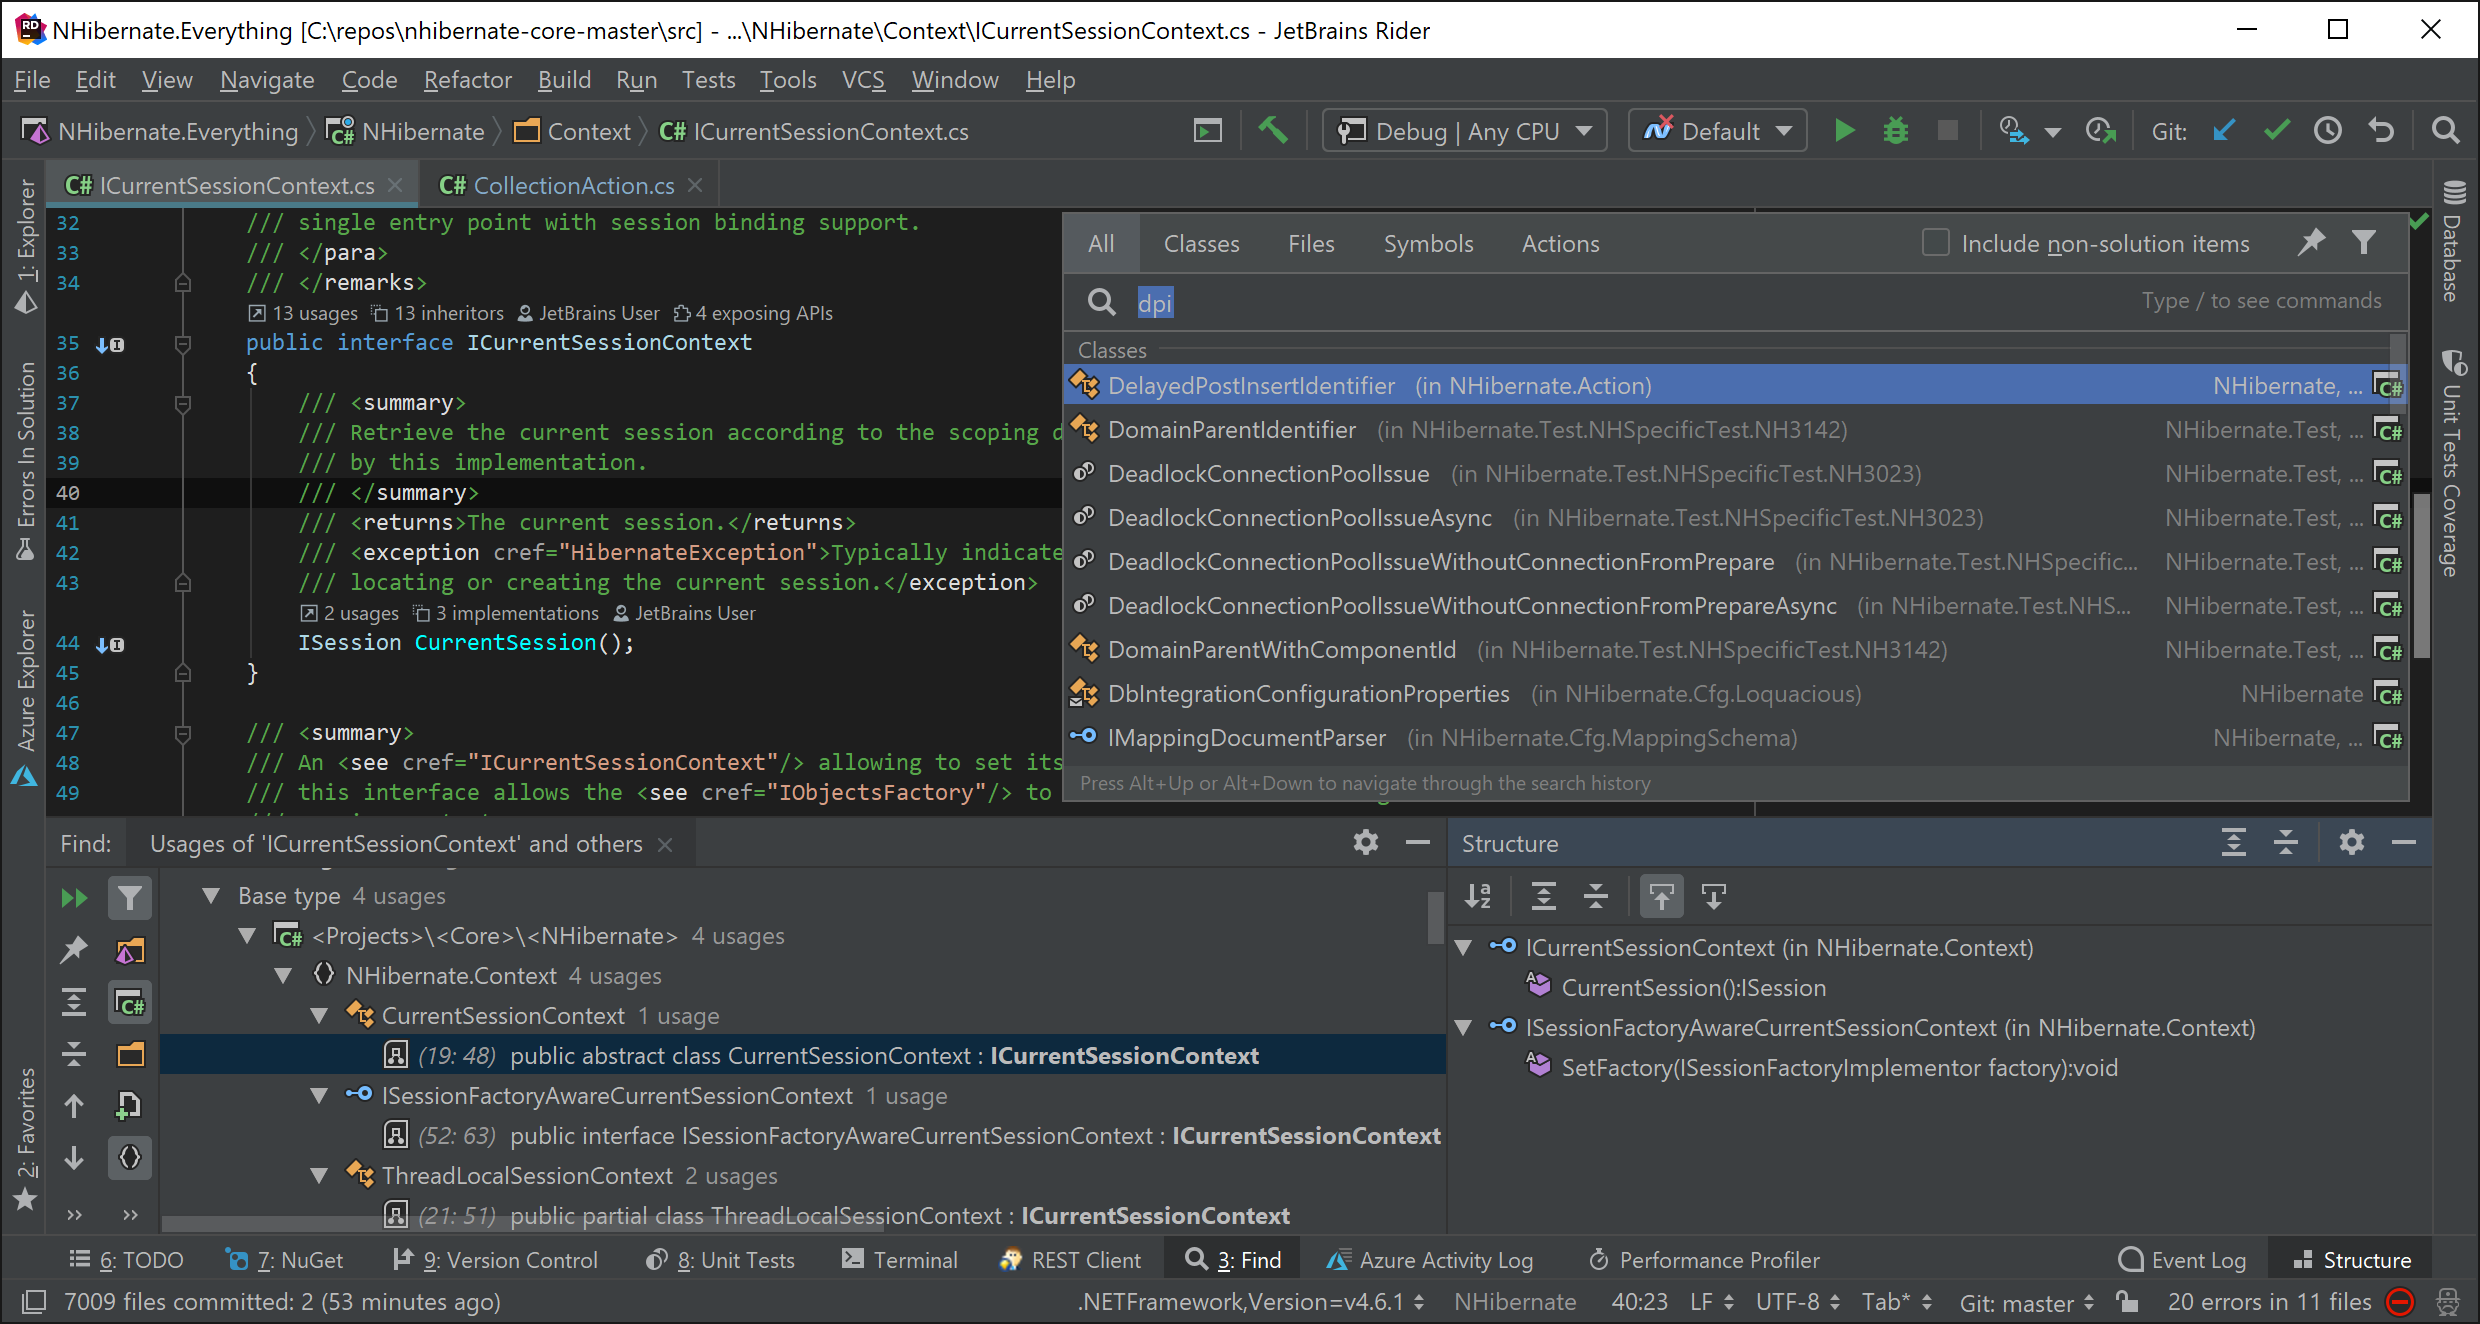 NHibernate.Everything [C:\repos\nhibernate-core-master\src] - ...\NHibernate\Context\ICurrentSessionContext.cs - JetBrains Rider
File Edit View Navigate Code Refactor Build Run Tests Tools VCS Window Help
NHibernate.Everything NHibernate Context C# ICurrentSessionContext.cs Debug | Any CPU Default Git:
C# ICurrentSessionContext.cs C# CollectionAction.cs
1: Explorer
Errors In Solution
Azure Explorer
2: Favorites
32 /// single entry point with session binding support.
33 /// </para>
34 /// </remarks>
13 usages 13 inheritors JetBrains User 4 exposing APIs
35 public interface ICurrentSessionContext
36 {
37 /// <summary>
38 /// Retrieve the current session according to the scoping d
39 /// by this implementation.
40 /// </summary>
41 /// <returns>The current session.</returns>
42 /// <exception cref="HibernateException">Typically indicate
43 /// locating or creating the current session.</exception>
2 usages 3 implementations JetBrains User
44 ISession CurrentSession();
45 }
46
47 /// <summary>
48 /// An <see cref="ICurrentSessionContext"/> allowing to set its
49 /// this interface allows the <see cref="IObjectsFactory"/> to
All Classes Files Symbols Actions Include non-solution items
dpi Type / to see commands
Classes
DelayedPostInsertIdentifier (in NHibernate.Action) NHibernate, ... C#
DomainParentIdentifier (in NHibernate.Test.NHSpecificTest.NH3142) NHibernate.Test, ... C#
DeadlockConnectionPoolIssue (in NHibernate.Test.NHSpecificTest.NH3023) NHibernate.Test, ... C#
DeadlockConnectionPoolIssueAsync (in NHibernate.Test.NHSpecificTest.NH3023) NHibernate.Test, ... C#
DeadlockConnectionPoolIssueWithoutConnectionFromPrepare (in NHibernate.Test.NHSpecific... NHibernate.Test, ... C#
DeadlockConnectionPoolIssueWithoutConnectionFromPrepareAsync (in NHibernate.Test.NHS... NHibernate.Test, ... C#
DomainParentWithComponentId (in NHibernate.Test.NHSpecificTest.NH3142) NHibernate.Test, ... C#
DbIntegrationConfigurationProperties (in NHibernate.Cfg.Loquacious) NHibernate C#
IMappingDocumentParser (in NHibernate.Cfg.MappingSchema) NHibernate, ... C#
Press Alt+Up or Alt+Down to navigate through the search history
Database
Unit Tests Coverage
Find: Usages of 'ICurrentSessionContext' and others
Base type 4 usages
C# <Projects>\<Core>\<NHibernate> 4 usages
NHibernate.Context 4 usages
CurrentSessionContext 1 usage
(19: 48) public abstract class CurrentSessionContext : ICurrentSessionContext
ISessionFactoryAwareCurrentSessionContext 1 usage
(52: 63) public interface ISessionFactoryAwareCurrentSessionContext : ICurrentSessionContext
ThreadLocalSessionContext 2 usages
(21: 51) public partial class ThreadLocalSessionContext : ICurrentSessionContext
Structure
ICurrentSessionContext (in NHibernate.Context)
CurrentSession():ISession
ISessionFactoryAwareCurrentSessionContext (in NHibernate.Context)
SetFactory(ISessionFactoryImplementor factory):void
6: TODO 7: NuGet 9: Version Control 8: Unit Tests Terminal REST Client 3: Find Azure Activity Log Performance Profiler Event Log Structure
7009 files committed: 2 (53 minutes ago) .NETFramework,Version=v4.6.1 NHibernate 40:23 LF UTF-8 Tab* Git: master 20 errors in 11 files